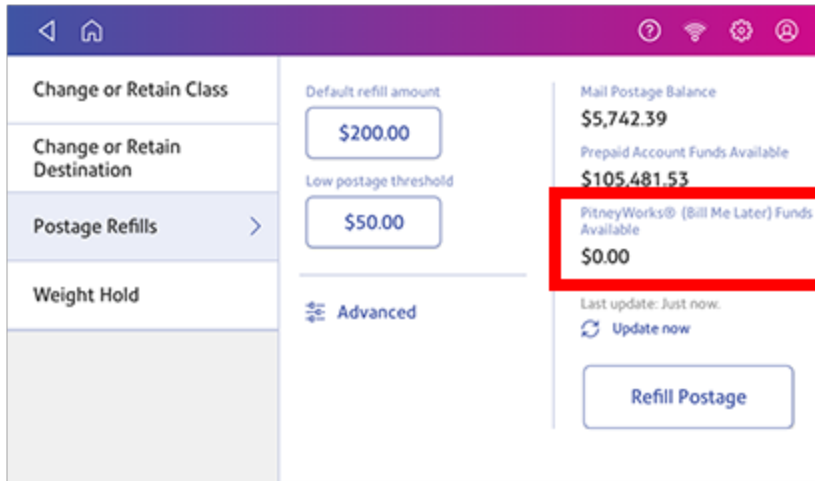 Change or Retain Class
Change or Retain
Destination
Postage Refills
Weight Hold
Default refill amount
$200.00
Low postage threshold
$50.00
Advanced
Mail Postage Balance
$5,742.39
Prepaid Account Funds Available
$105,481.53
PitneyWorks® (Bill Me Later) Funds
Available
$0.00
Last update: Just now.
Update now
Refill Postage